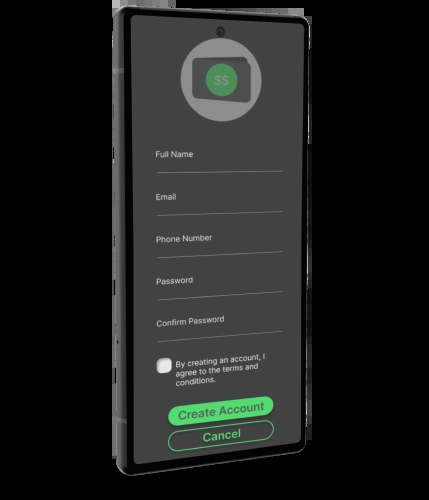 $$
Full Name
Email
Phone Number
Password
Confirm Password
By creating an account, I
agree to the terms and
conditions.
Create Account
Cancel